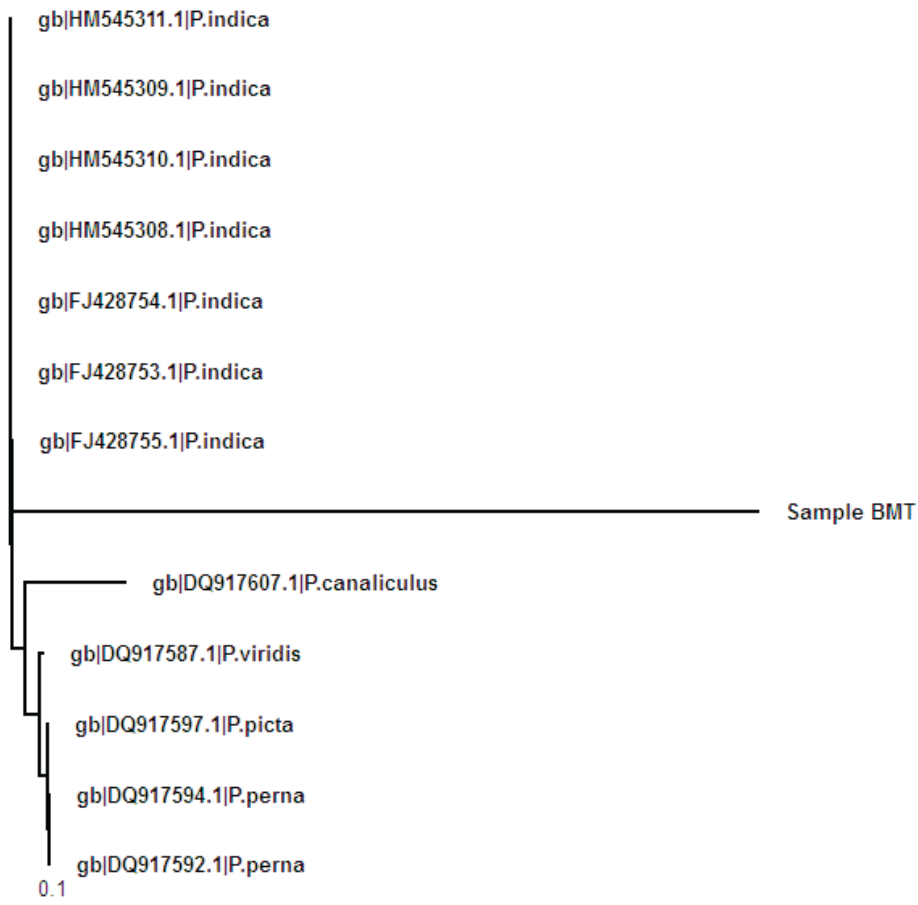 gb|HM545311.1|P.indica
gb|HM545309.1|P.indica
gb|HM545310.1|P.indica
gb|HM545308.1|P.indica
gb|FJ428754.1|P.indica
gb|FJ428753.1|P.indica
gb|FJ428755.1|P.indica
Sample BMT
gb|DQ917607.1|P.canaliculus
gb|DQ917587.1|P.viridis
gb|DQ917597.1|P.picta
gb|DQ917594.1|P.perna
gb|DQ917592.1|P.perna
0.1